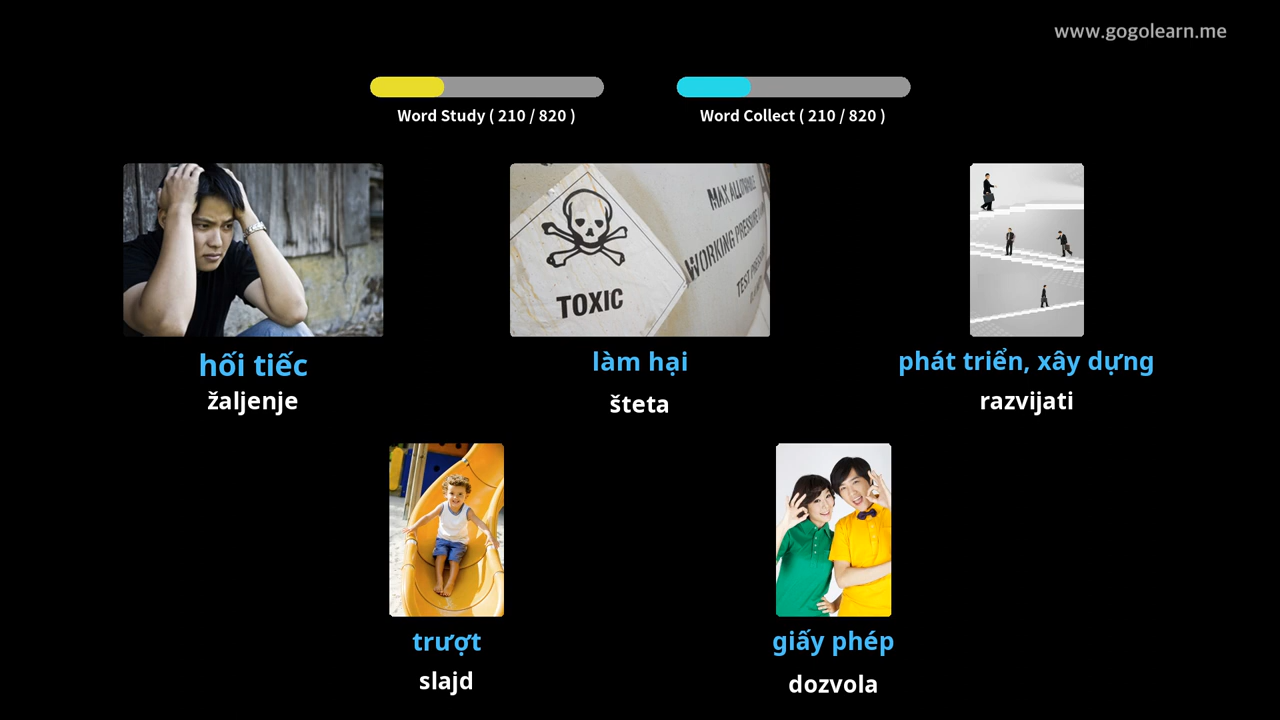 www.gogolearn.me
Word Study ( 210 / 820 )
Word Collect ( 210 / 820 )
TOXIC
MAX ALLOWABLE
WORKING PRESSURE
TEST
hối tiếc
žaljenje
làm hại
šteta
phát triển, xây dựng
razvijati
trượt
slajd
giấy phép
dozvola